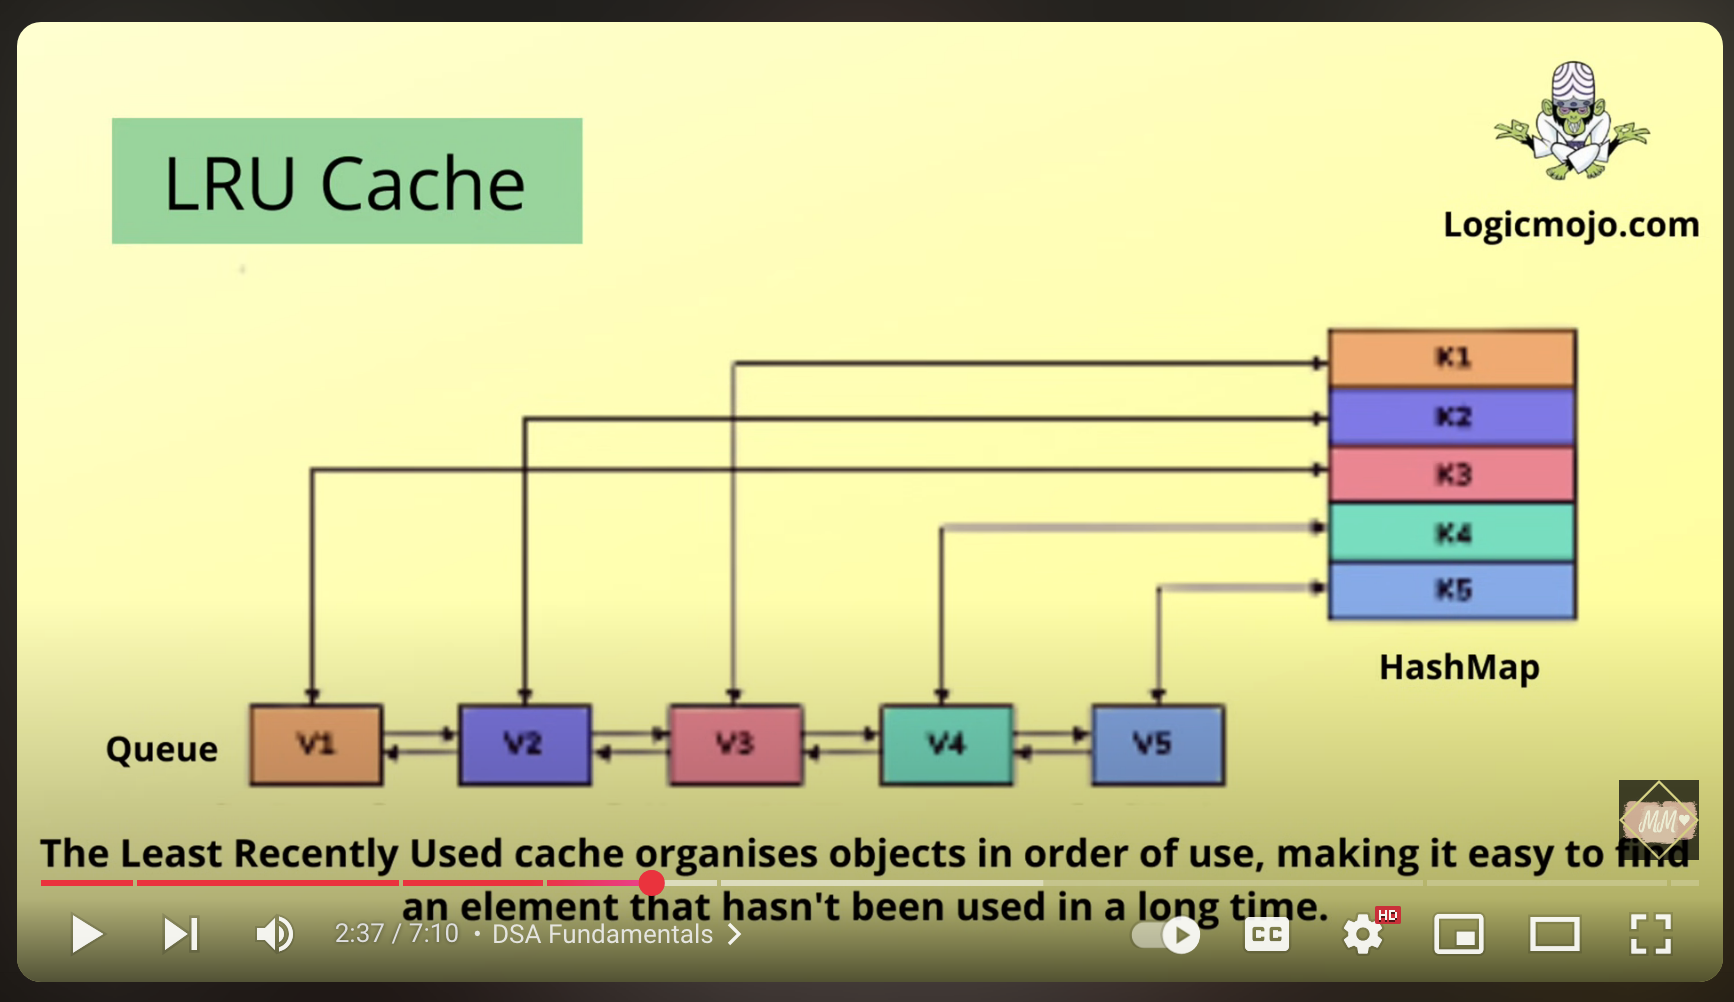 LRU Cache
Logicmojo.com
K1
K2
K3
K4
K5
HashMap
Queue
V1
V2
V3
V4
V5
MM
The Least Recently Used cache organises objects in order of use, making it easy to find
an element that hasn't been used in a long time.
2:37 / 7:10 • DSA Fundamentals
CC
HD